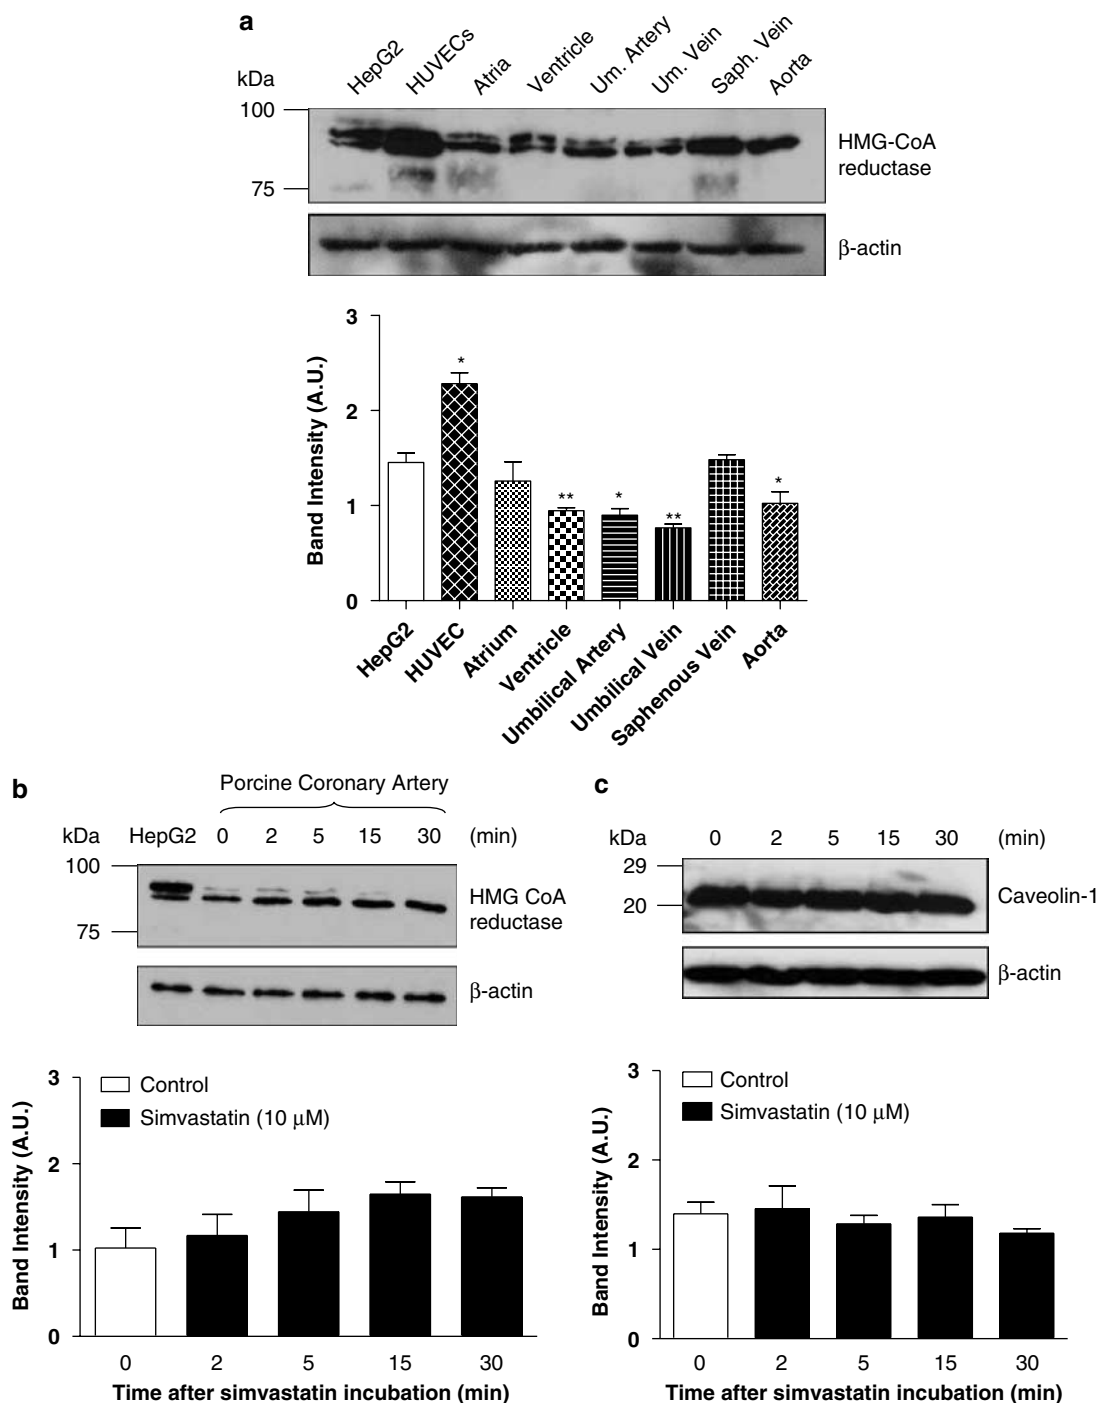 a
HepG2 HUVECs Atria Ventricle Um. Artery Um. Vein Saph. Vein Aorta
kDa
100
75
HMG-CoA
reductase
β-actin
Band Intensity (A.U.)
3
2
1
0
*
**
*
**
*
HepG2 HUVEC Atrium Ventricle Umbilical Artery Umbilical Vein Saphenous Vein Aorta
b
Porcine Coronary Artery
kDa HepG2 0 2 5 15 30 (min)
100
75
HMG CoA
reductase
β-actin
Band Intensity (A.U.)
3
2
1
0
Control
Simvastatin (10 μM)
0 2 5 15 30
Time after simvastatin incubation (min)
c
kDa 0 2 5 15 30 (min)
29
20
Caveolin-1
β-actin
Band Intensity (A.U.)
3
2
1
0
Control
Simvastatin (10 μM)
0 2 5 15 30
Time after simvastatin incubation (min)